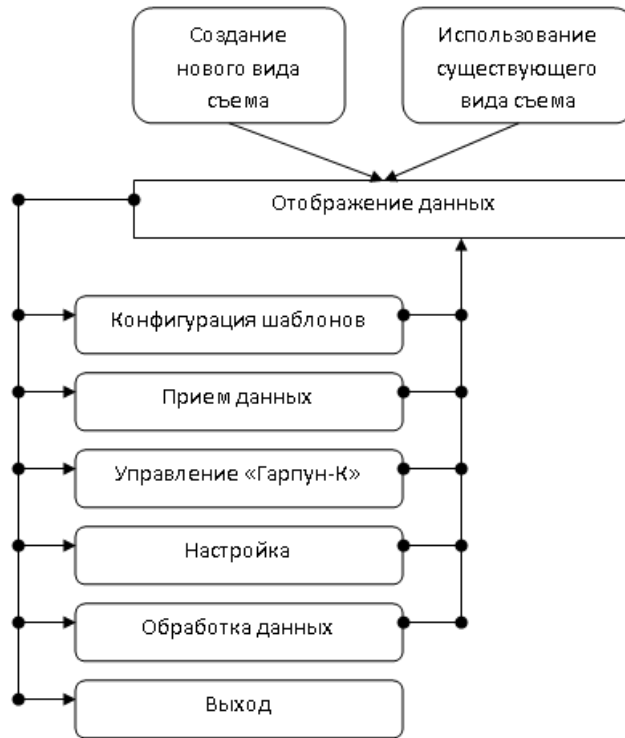 Создание
нового вида
съема
Использование
существующего
вида съема
Отображение данных
Конфигурация шаблонов
Прием данных
Управление «Гарпун-К»
Настройка
Обработка данных
Выход